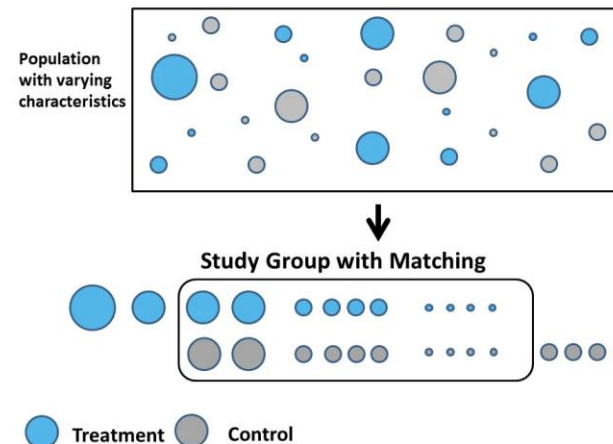 Population
with varying
characteristics
Study Group with Matching
Treatment
Control